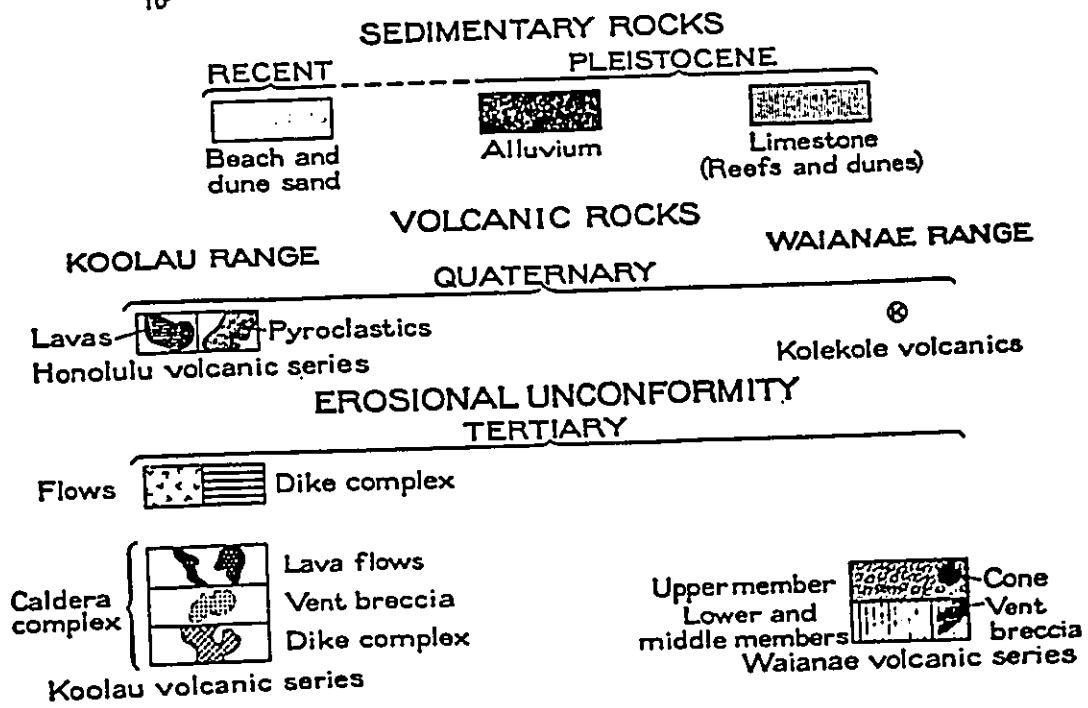 10
SEDIMENTARY ROCKS
RECENT PLEISTOCENE
Beach and
dune sand
Alluvium
Limestone
(Reefs and dunes)
VOLCANIC ROCKS
KOOLAU RANGE WAIANAE RANGE
QUATERNARY
Lavas Pyroclastics
Honolulu volcanic series
K
Kolekole volcanics
EROSIONAL UNCONFORMITY
TERTIARY
Flows Dike complex
Caldera
complex
Lava flows
Vent breccia
Dike complex
Koolau volcanic series
Upper member
Lower and
middle members
Cone
Vent
breccia
Waianae volcanic series